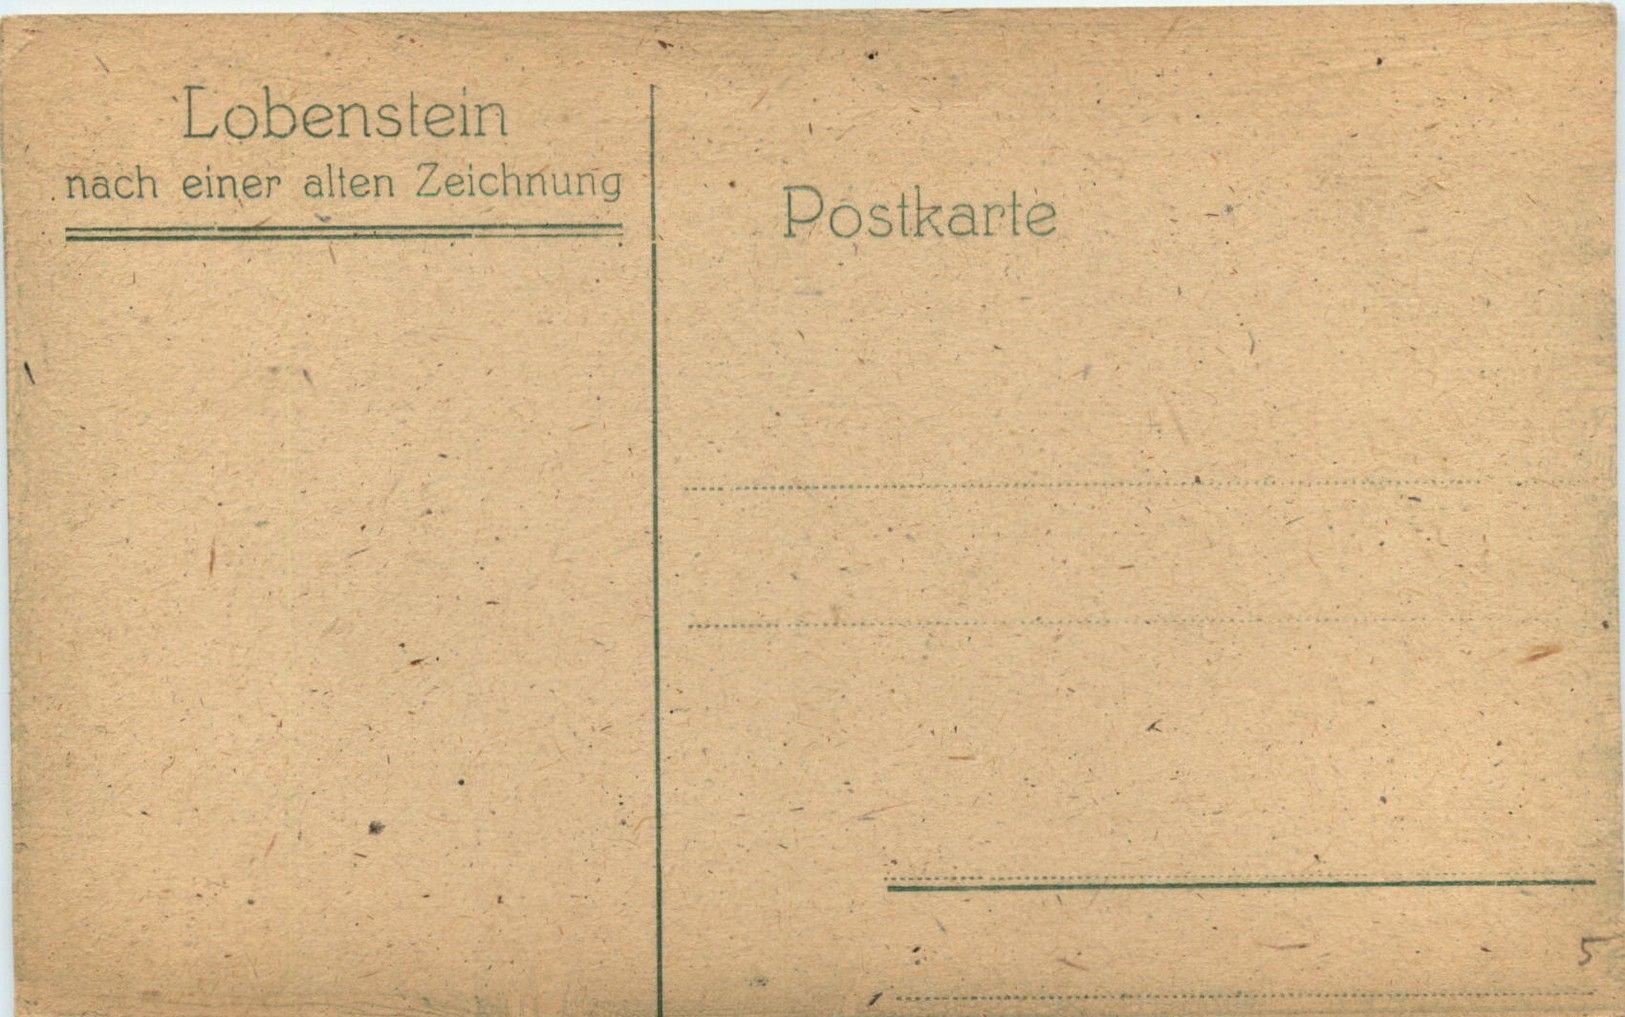 Lobenstein
nach einer alten Zeichnung
Postkarte
5